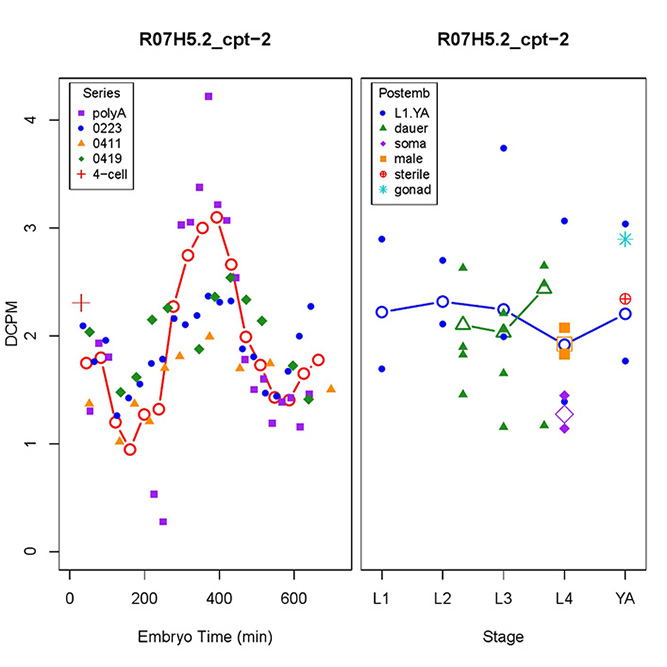 R07H5.2_cpt−2
R07H5.2_cpt−2
DCPM
4
3
2
1
0
Series
polyA
0223
0411
0419
4−cell
0 200 400 600
Embryo Time (min)
Postemb
L1.YA
dauer
soma
male
sterile
gonad
L1 L2 L3 L4 YA
Stage